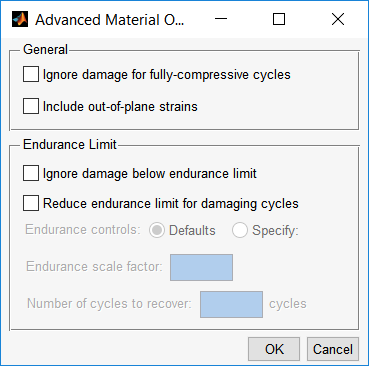 Advanced Material O...
General
Ignore damage for fully-compressive cycles
Include out-of-plane strains
Endurance Limit
Ignore damage below endurance limit
Reduce endurance limit for damaging cycles
Endurance controls: Defaults Specify:
Endurance scale factor:
Number of cycles to recover: cycles
OK Cancel